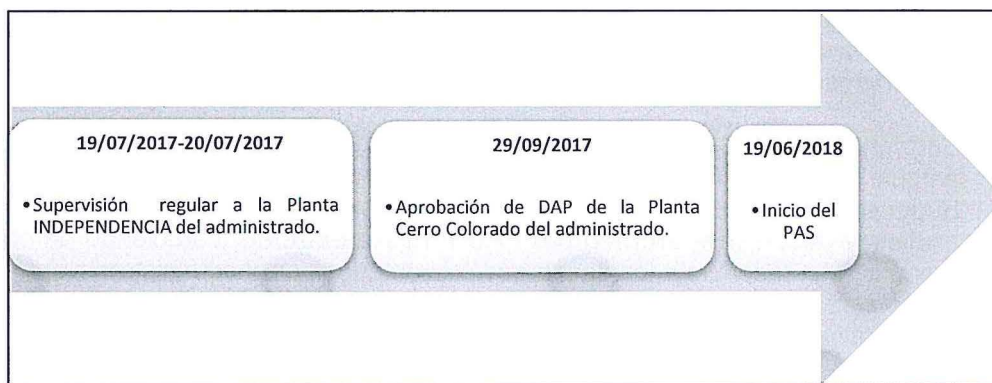 19/07/2017-20/07/2017
•Supervisión regular a la Planta
INDEPENDENCIA del administrado.
29/09/2017
•Aprobación de DAP de la Planta
Cerro Colorado del administrado.
19/06/2018
•Inicio del
PAS